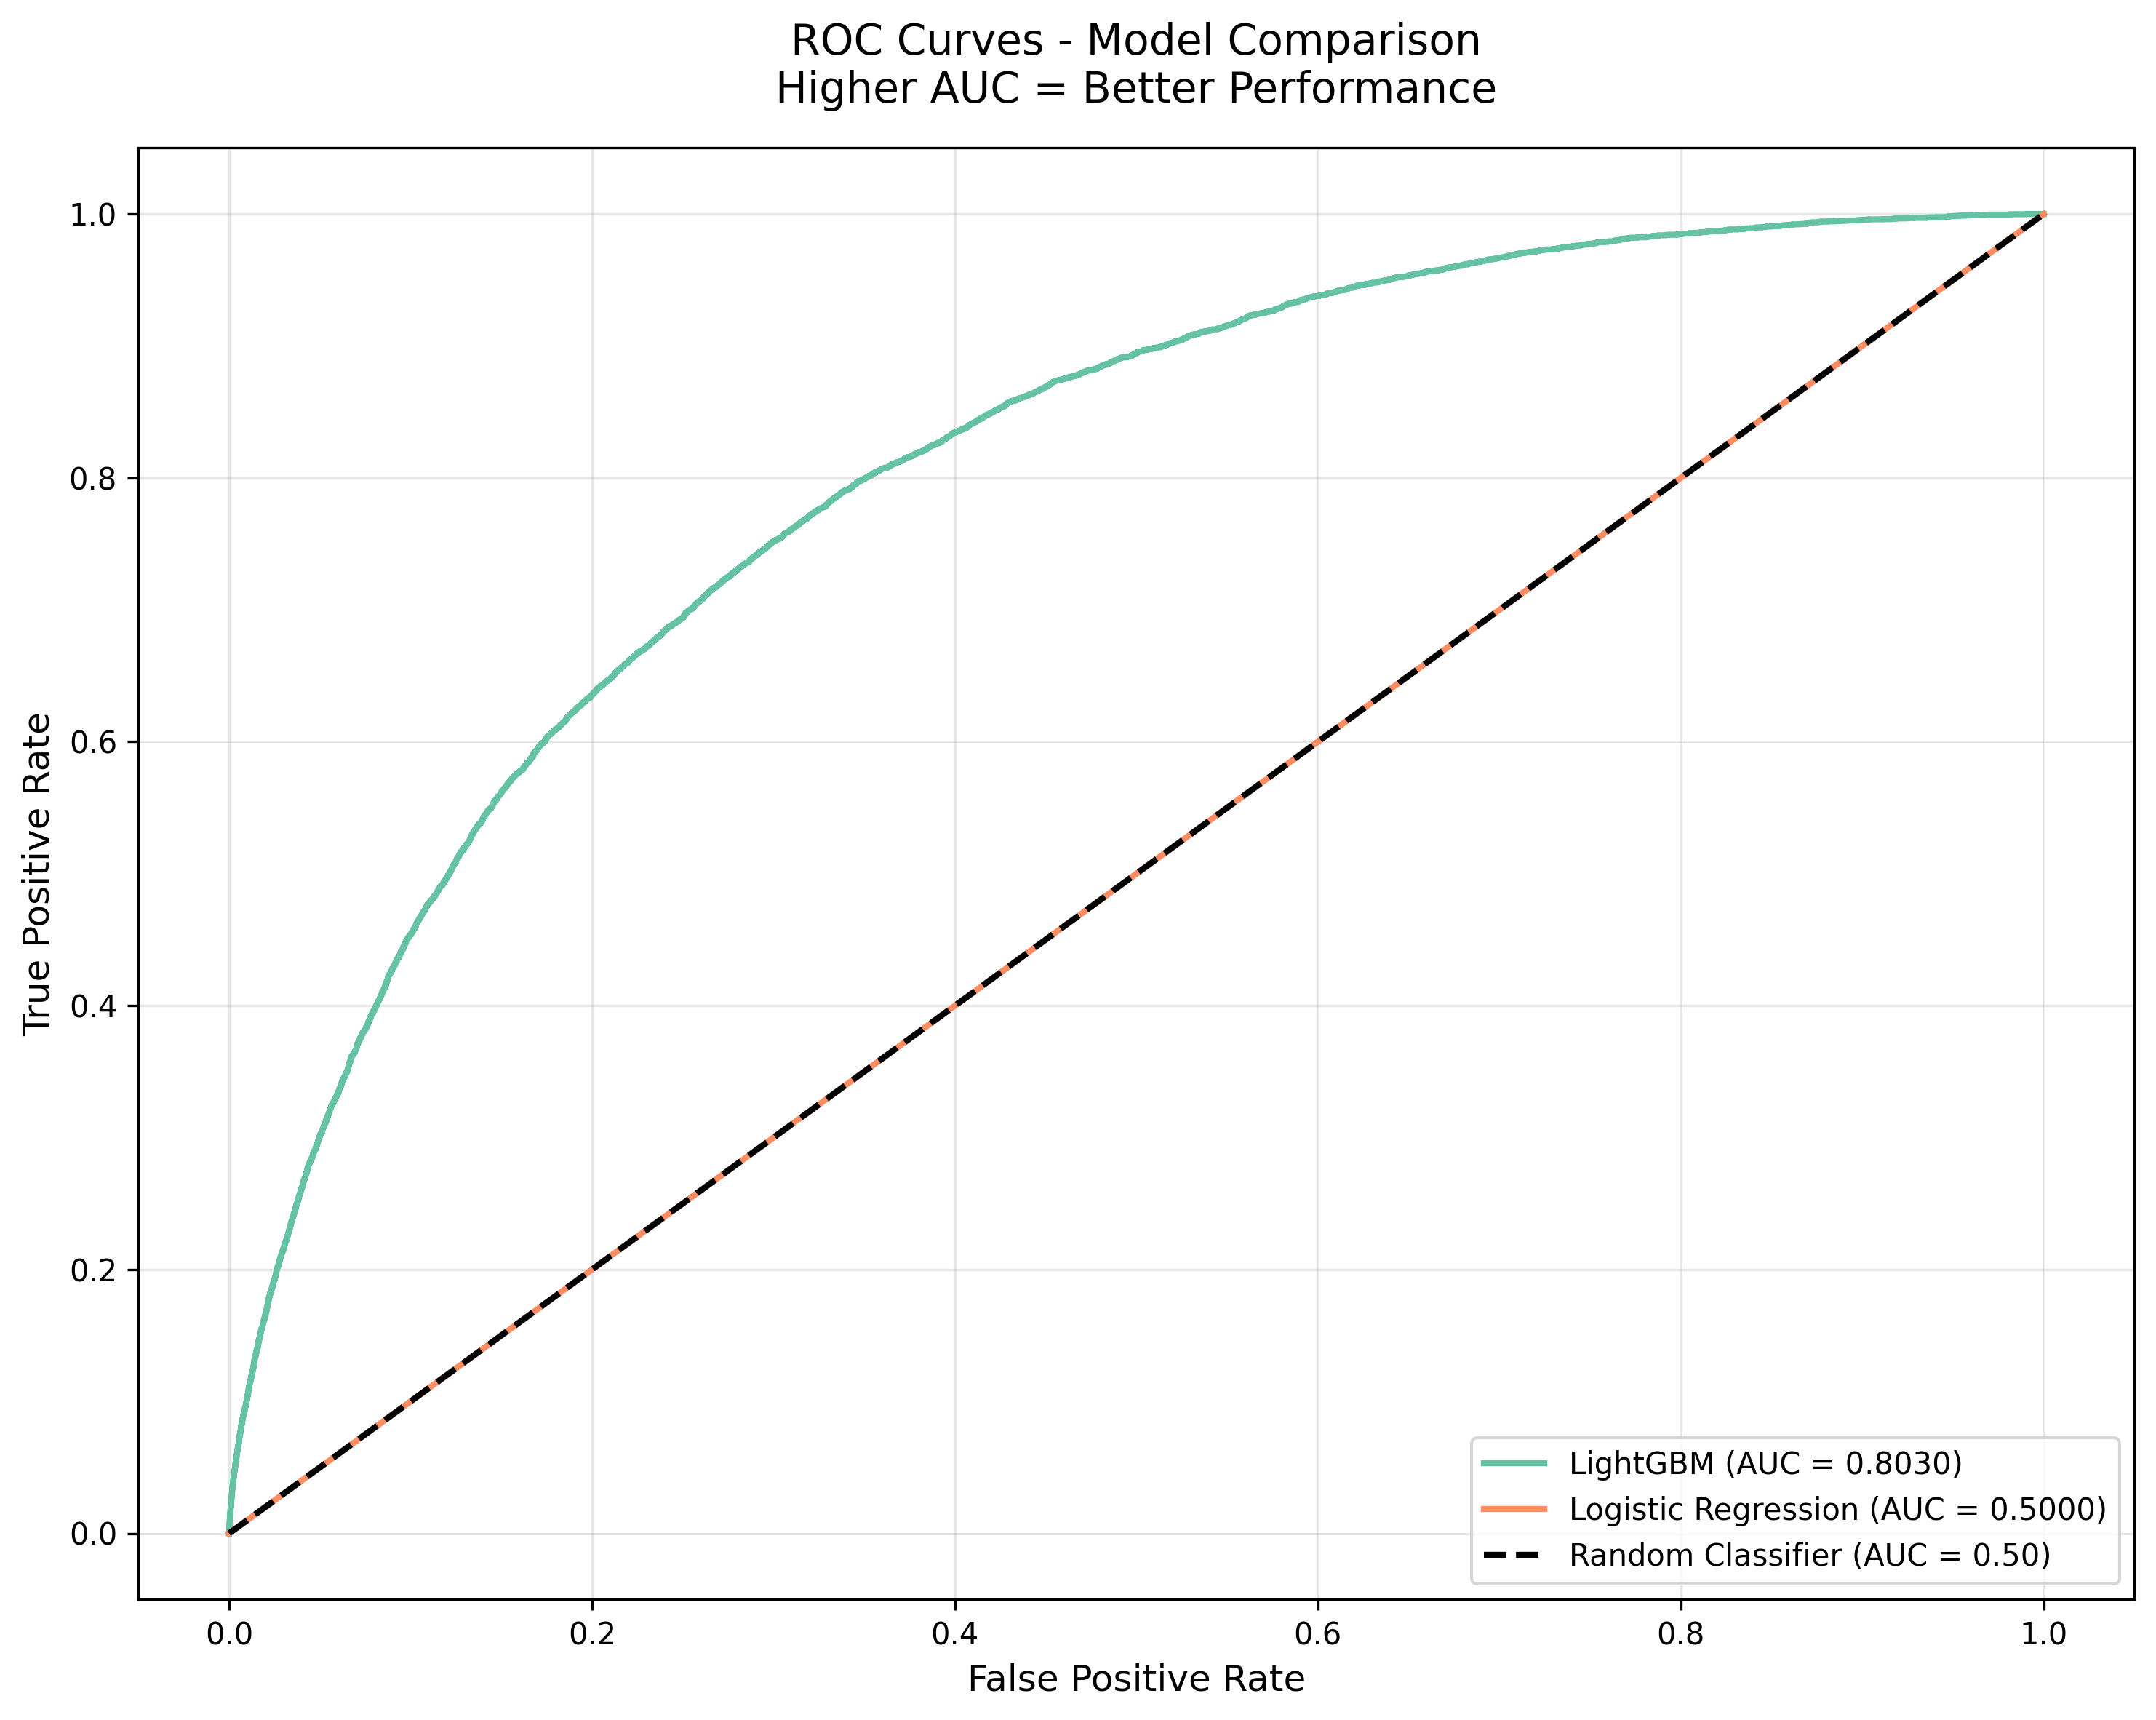 ROC Curves - Model Comparison
Higher AUC = Better Performance
True Positive Rate
1.0
0.8
0.6
0.4
0.2
0.0
0.0 0.2 0.4 0.6 0.8 1.0
False Positive Rate
LightGBM (AUC = 0.8030)
Logistic Regression (AUC = 0.5000)
Random Classifier (AUC = 0.50)